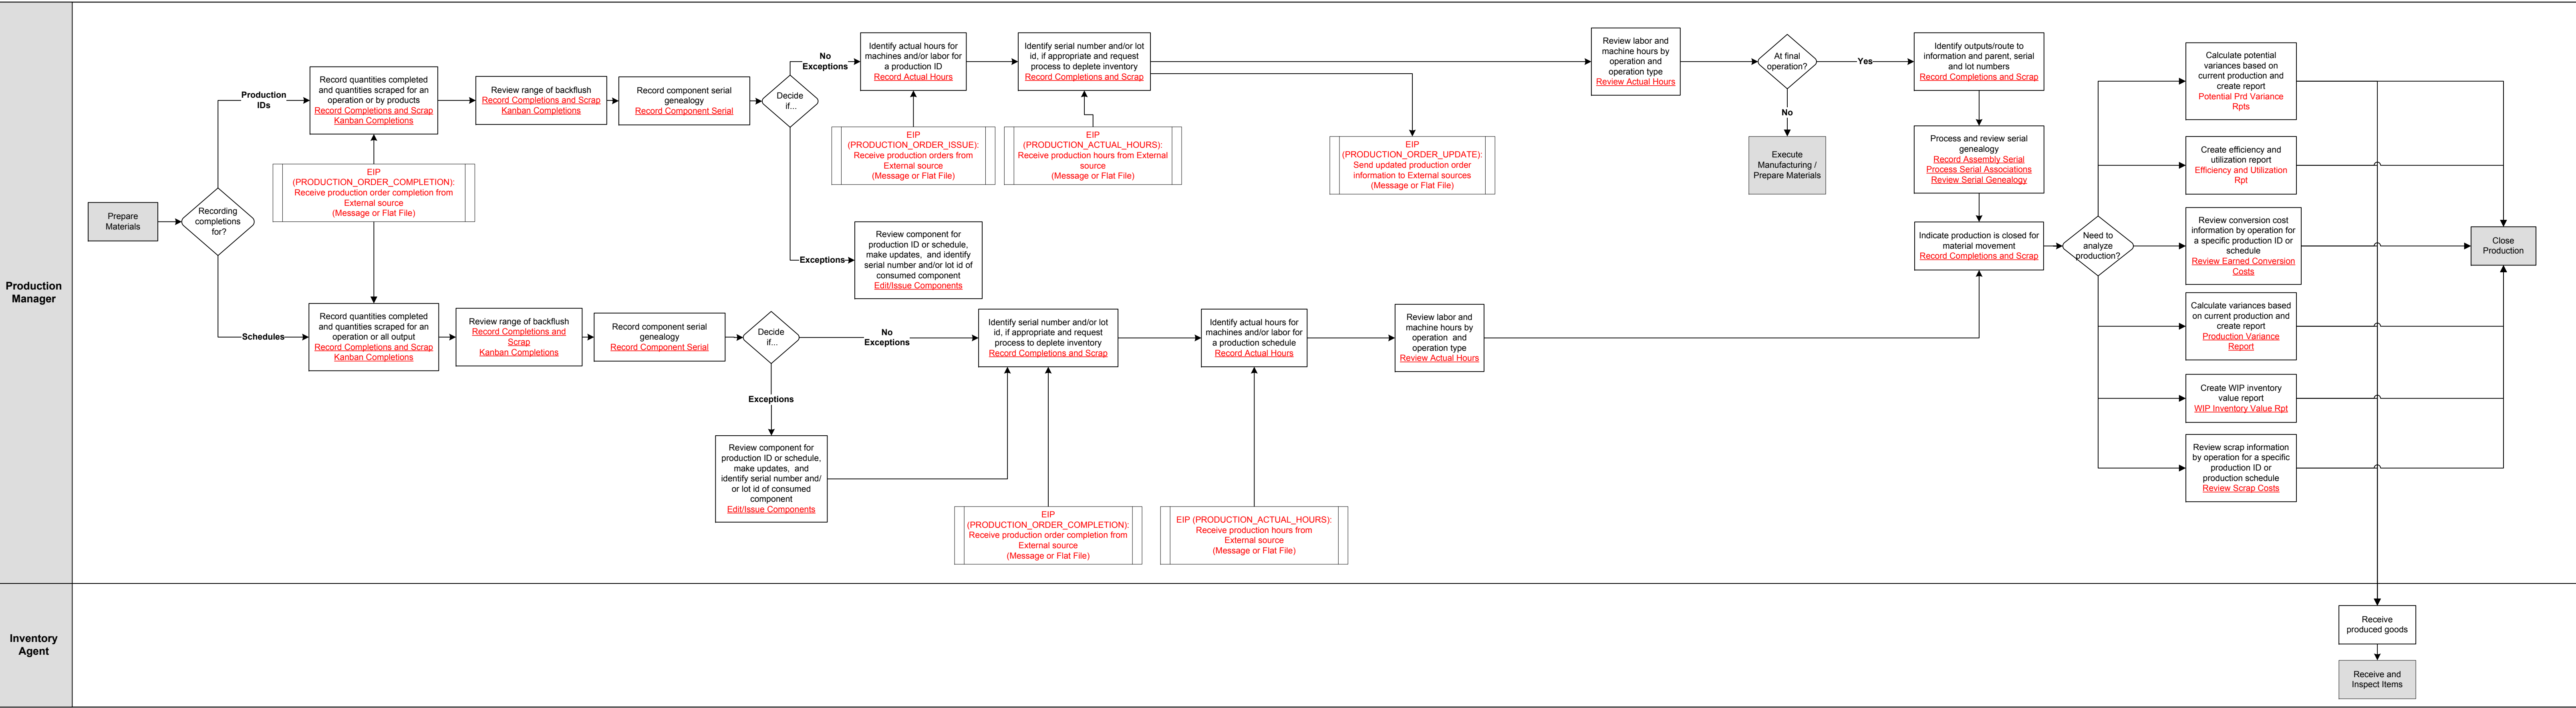 Production
Manager
Prepare
Materials
Recording
completions
for?
Production
IDs
Record quantities completed
and quantities scraped for an
operation or by products
Record Completions and Scrap
Kanban Completions
Review range of backflush
Record Completions and Scrap
Kanban Completions
Record component serial
genealogy
Record Component Serial
Decide
if...
No
Exceptions
Identify actual hours for
machines and/or labor for
a production ID
Record Actual Hours
Identify serial number and/or lot
id, if appropriate and request
process to deplete inventory
Record Completions and Scrap
Review labor and
machine hours by
operation and
operation type
Review Actual Hours
At final
operation?
Yes
No
Execute
Manufacturing /
Prepare Materials
Identify outputs/route to
information and parent, serial
and lot numbers
Record Completions and Scrap
Process and review serial
genealogy
Record Assembly Serial
Process Serial Associations
Review Serial Genealogy
Indicate production is closed for
material movement
Record Completions and Scrap
EIP
(PRODUCTION_ORDER_COMPLETION):
Receive production order completion from
External source
(Message or Flat File)
EIP
(PRODUCTION_ORDER_ISSUE):
Receive production orders from
External source
(Message or Flat File)
EIP
(PRODUCTION_ACTUAL_HOURS):
Receive production hours from External
source
(Message or Flat File)
EIP
(PRODUCTION_ORDER_UPDATE):
Send updated production order
information to External sources
(Message or Flat File)
Exceptions
Review component for
production ID or schedule,
make updates, and identify
serial number and/or lot id of
consumed component
Edit/Issue Components
Schedules
Record quantities completed
and quantities scraped for an
operation or all output
Record Completions and Scrap
Kanban Completions
Review range of backflush
Record Completions and
Scrap
Kanban Completions
Record component serial
genealogy
Record Component Serial
Decide
if...
No
Exceptions
Identify serial number and/or lot
id, if appropriate and request
process to deplete inventory
Record Completions and Scrap
Identify actual hours for
machines and/or labor for
a production schedule
Record Actual Hours
Review labor and
machine hours by
operation and
operation type
Review Actual Hours
Exceptions
Review component for
production ID or schedule,
make updates, and
identify serial number and/
or lot id of consumed
component
Edit/Issue Components
EIP
(PRODUCTION_ORDER_COMPLETION):
Receive production order completion from
External source
(Message or Flat File)
EIP (PRODUCTION_ACTUAL_HOURS):
Receive production hours from
External source
(Message or Flat File)
Need to
analyze
production?
Calculate potential
variances based on
current production and
create report
Potential Prd Variance
Rpts
Create efficiency and
utilization report
Efficiency and Utilization
Rpt
Review conversion cost
information by operation for
a specific production ID or
schedule
Review Earned Conversion
Costs
Calculate variances based
on current production and
create report
Production Variance
Report
Create WIP inventory
value report
WIP Inventory Value Rpt
Review scrap information
by operation for a specific
production ID or
production schedule
Review Scrap Costs
Close
Production
Inventory
Agent
Receive
produced goods
Receive and
Inspect Items